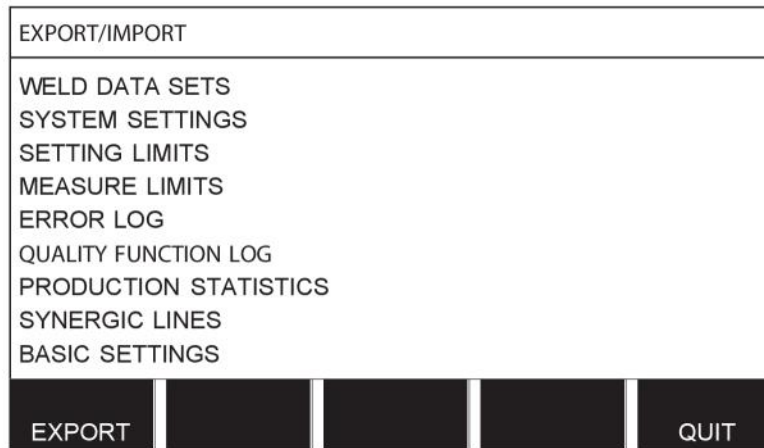 EXPORT/IMPORT
WELD DATA SETS
SYSTEM SETTINGS
SETTING LIMITS
MEASURE LIMITS
ERROR LOG
QUALITY FUNCTION LOG
PRODUCTION STATISTICS
SYNERGIC LINES
BASIC SETTINGS
EXPORT QUIT